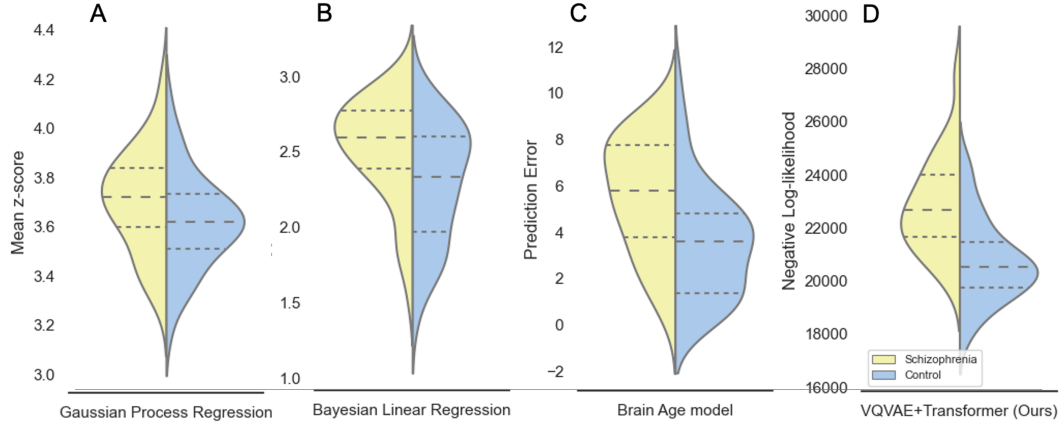 A
Mean z-score
4.4
4.2
4.0
3.8
3.6
3.4
3.2
3.0
Gaussian Process Regression
B
3.0
2.5
2.0
1.5
1.0
Bayesian Linear Regression
C
Prediction Error
12
10
8
6
4
2
0
−2
Brain Age model
D
Negative Log-likelihood
30000
28000
26000
24000
22000
20000
18000
16000
Schizophrenia
Control
VQVAE+Transformer (Ours)